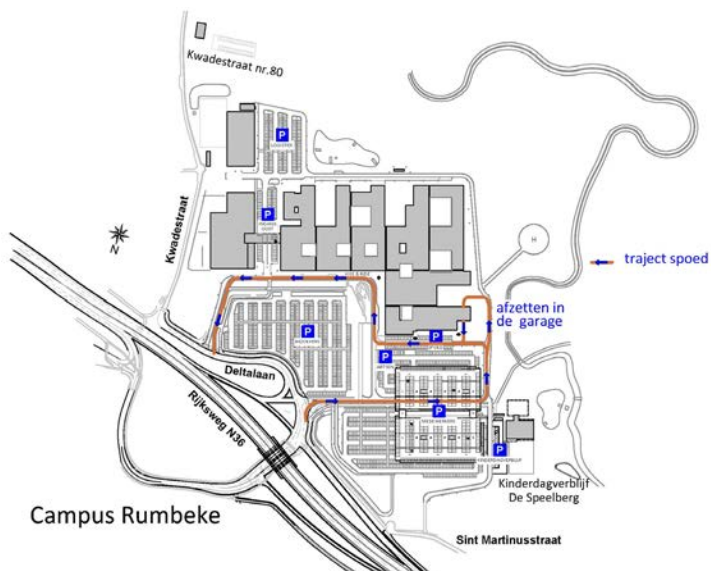 Kwadestraat nr.80
P
P
Kwadestraat
N
H
traject spoed
afzetten in
de garage
P
P
P
P
Deltalaan
Rijksweg N36
P
KINDERDAGVERBLIJF
Kinderdagverblijf
De Speelberg
Campus Rumbeke
Sint Martinusstraat